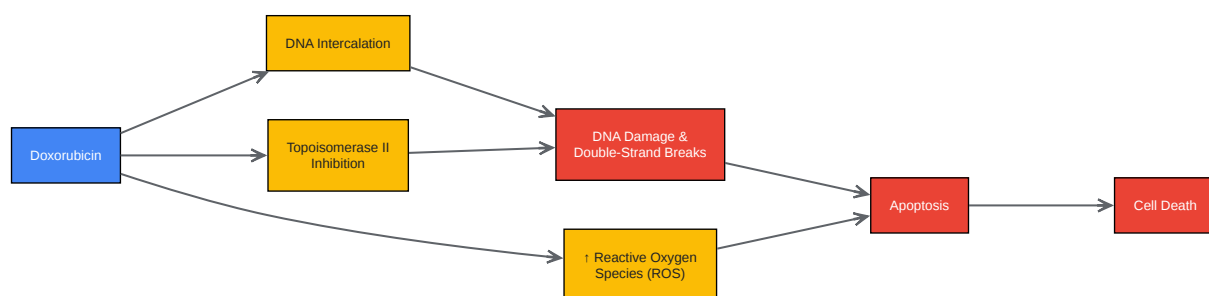 DNA Intercalation
Doxorubicin
Topoisomerase II
Inhibition
DNA Damage &
Double-Strand Breaks
↑ Reactive Oxygen
Species (ROS)
Apoptosis
Cell Death